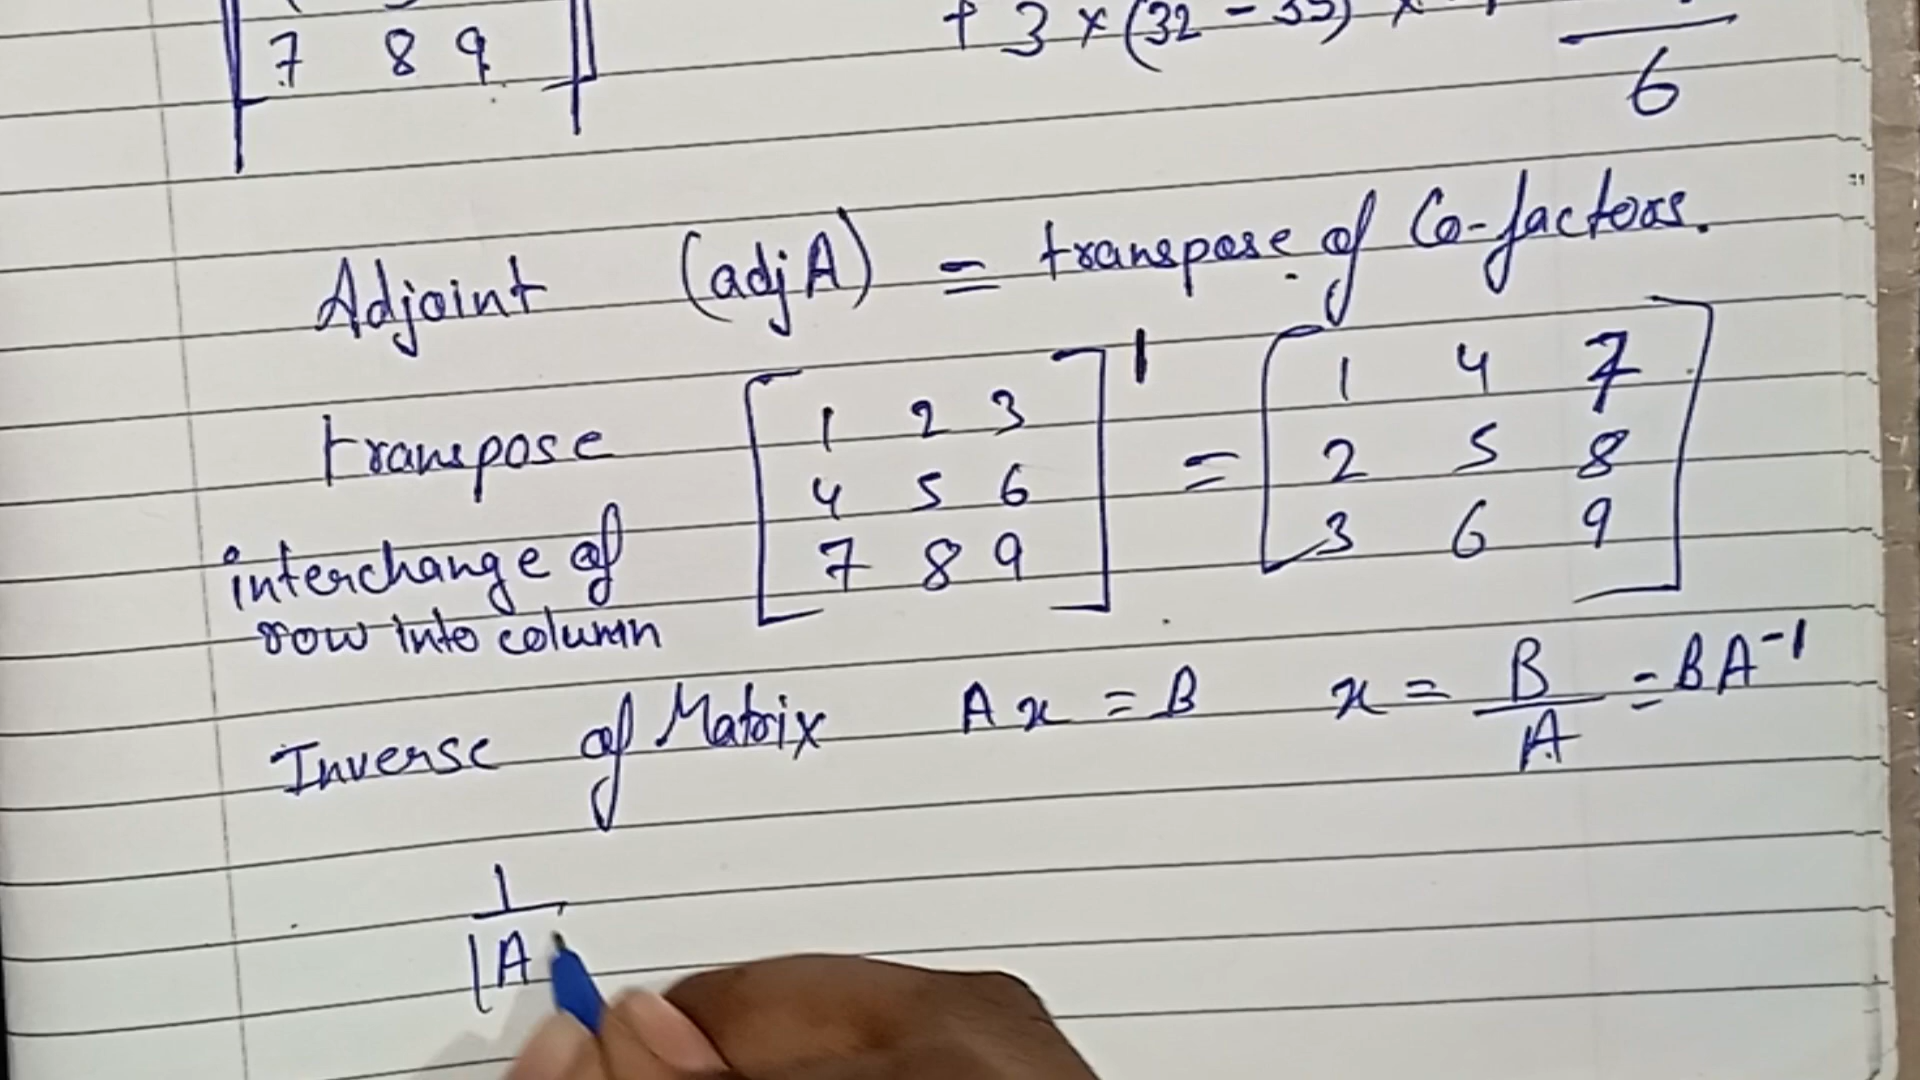 7 8 9
+ 3 × (32 - 35) ×
6
Adjoint (adj A) = transpose of Co-factors.
transpose [1 2 3
4 5 6
7 8 9]' = [1 4 7
2 5 8
3 6 9]
interchange of
row into column
Inverse of Matrix Ax = B x = B/A = BA⁻¹
1
|A